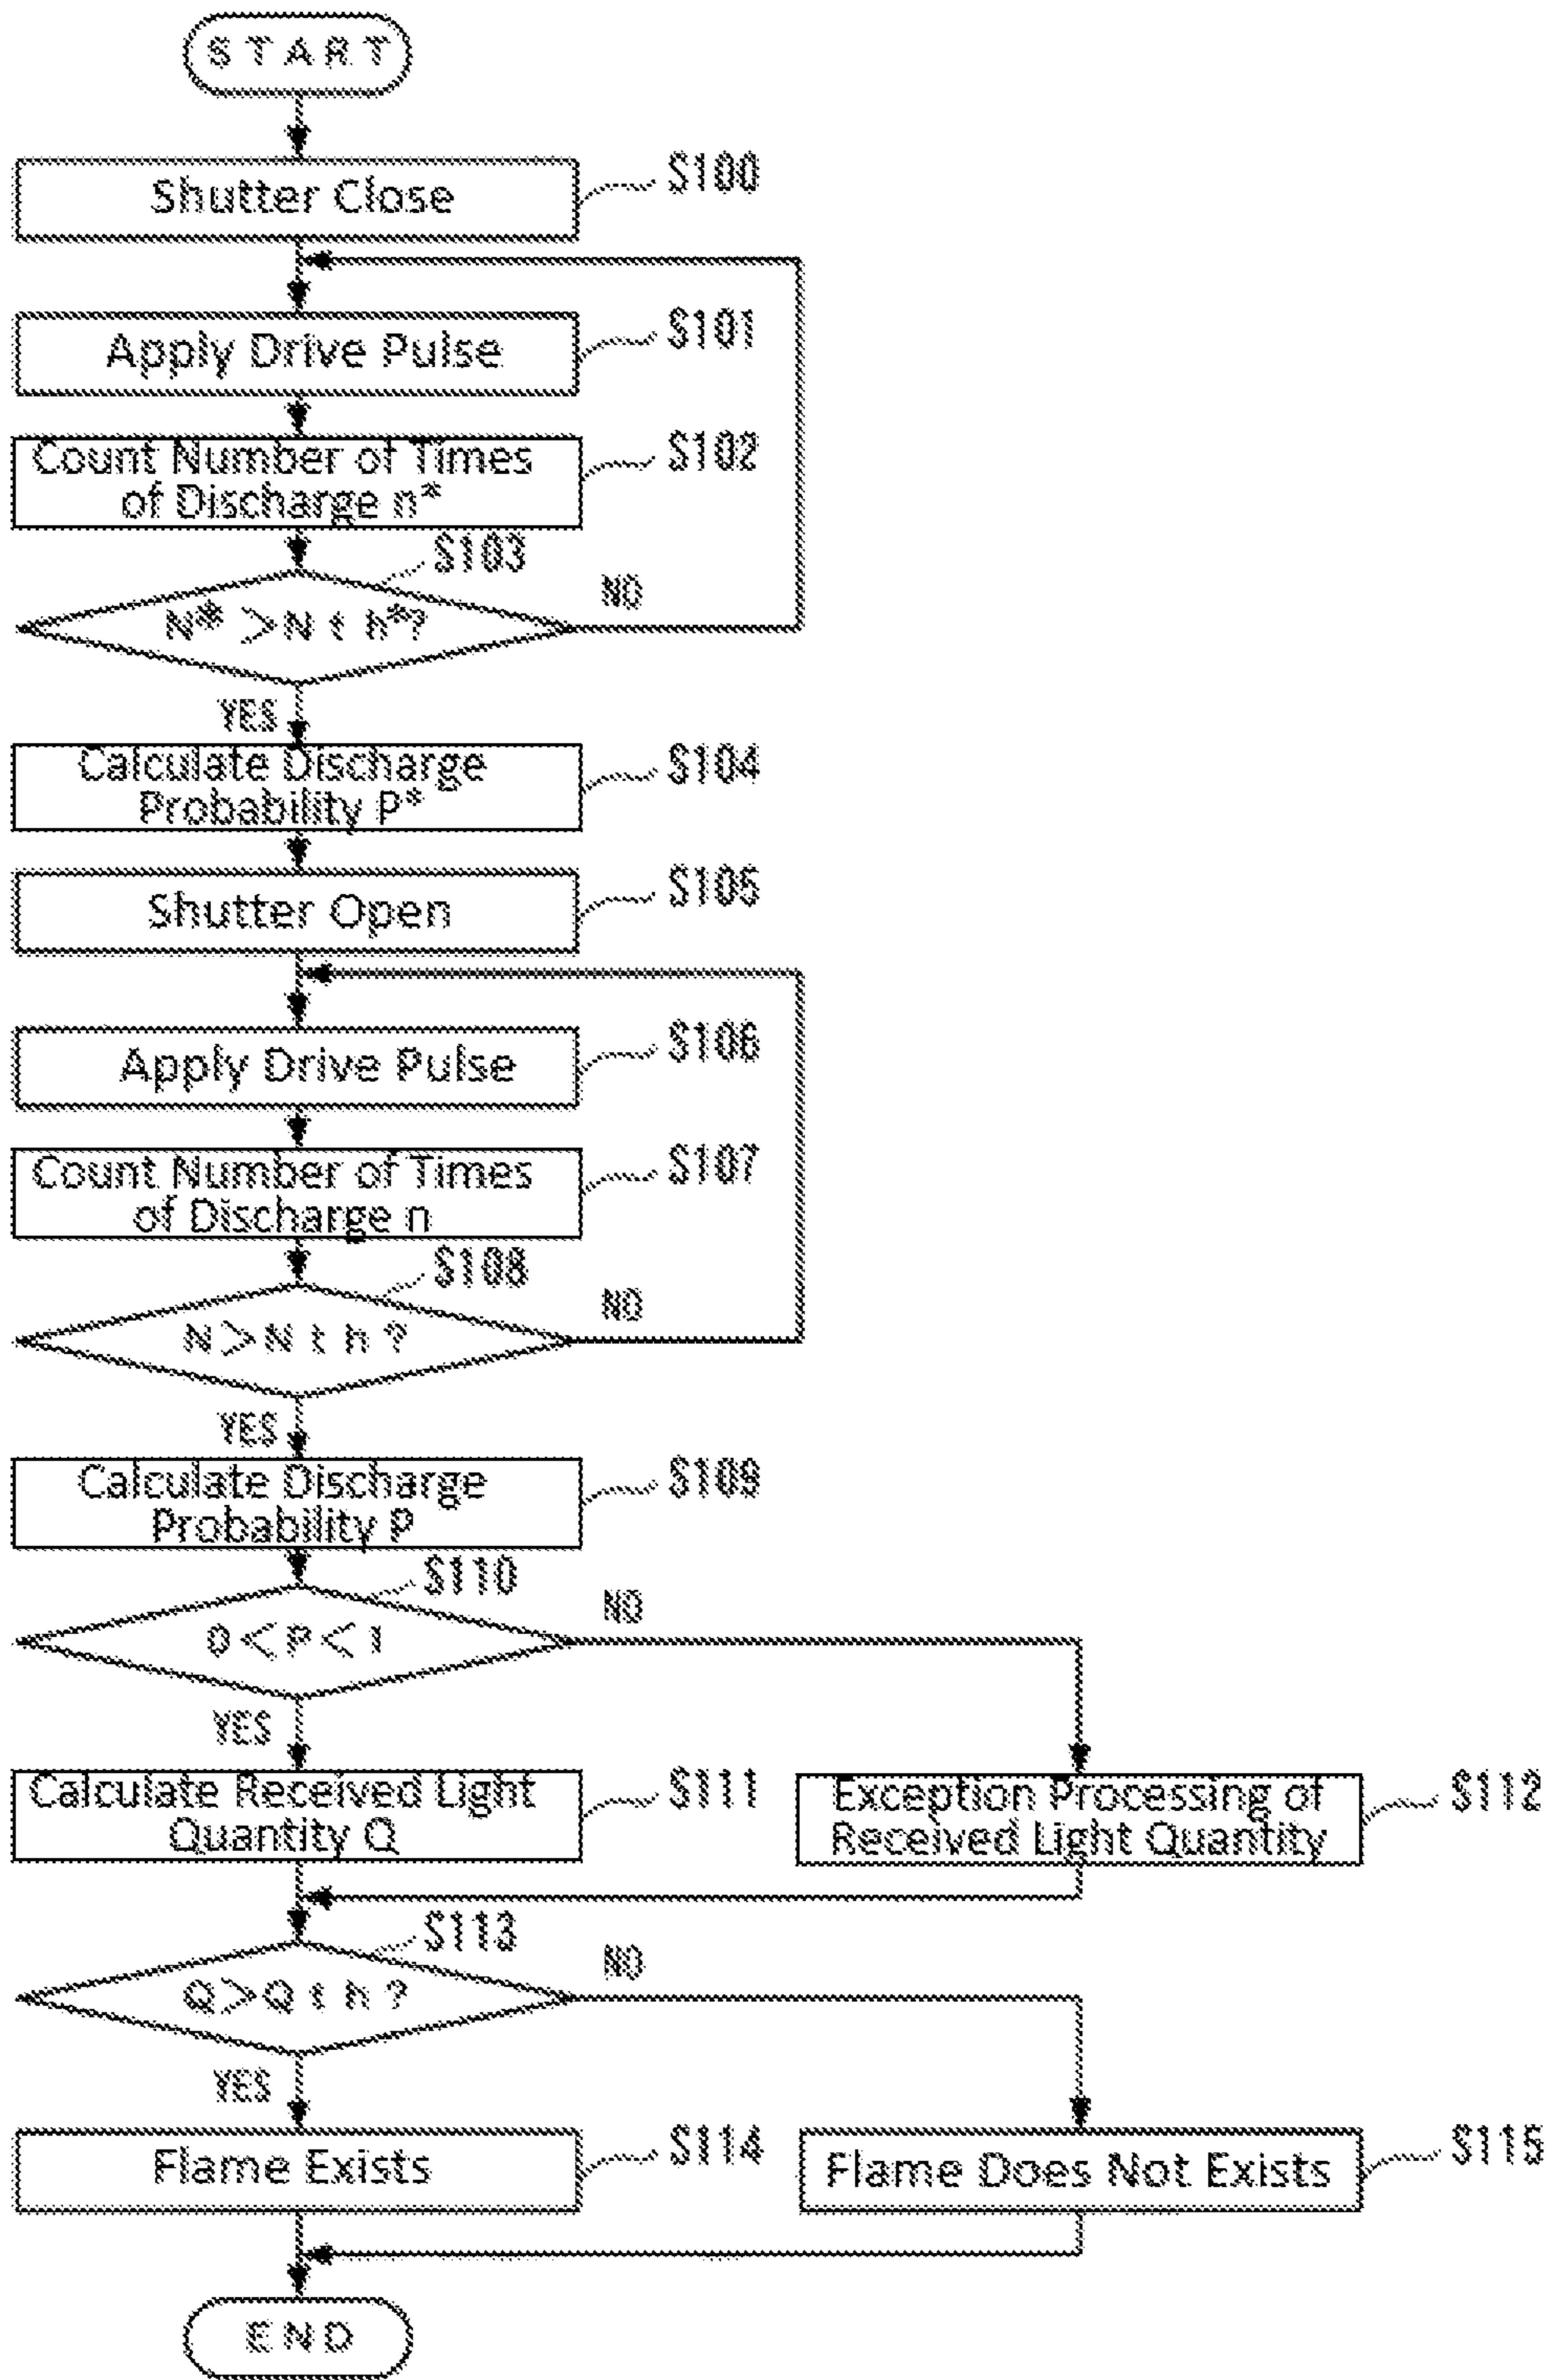 START
Shutter Close
S100
Apply Drive Pulse
S101
Count Number of Times
of Discharge n*
S102
S103
N* >Nth*?
NO
YES
Calculate Discharge
Probability P*
S104
Shutter Open
S105
Apply Drive Pulse
S106
Count Number of Times
of Discharge n
S107
S108
N>Nth?
NO
YES
Calculate Discharge
Probability P
S109
S110
0<P<1
NO
YES
Calculate Received Light
Quantity Q
S111
Exception Processing of
Received Light Quantity
S112
S113
Q>Qth?
NO
YES
Flame Exists
S114
Flame Does Not Exists
S115
END